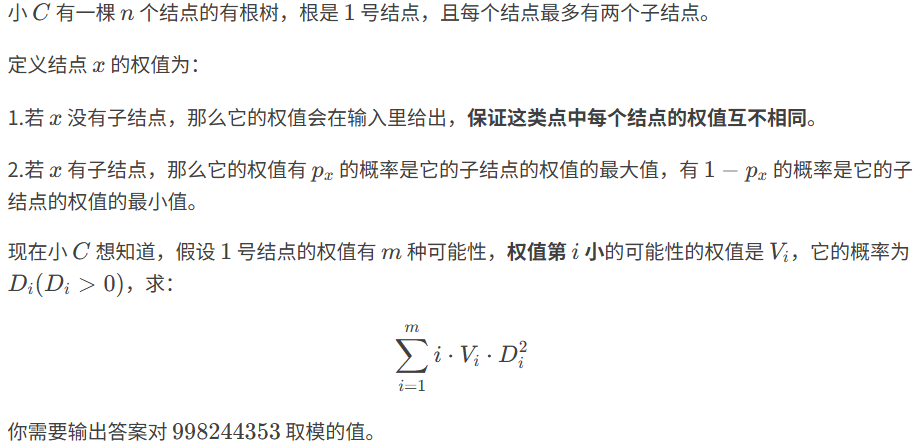 小 C 有一棵 n 个结点的有根树，根是 1 号结点，且每个结点最多有两个子结点。
定义结点 x 的权值为：
1.若 x 没有子结点，那么它的权值会在输入里给出，保证这类点中每个结点的权值互不相同。
2.若 x 有子结点，那么它的权值有 p_x 的概率是它的子结点的权值的最大值，有 1 − p_x 的概率是它的子
结点的权值的最小值。
现在小 C 想知道，假设 1 号结点的权值有 m 种可能性，权值第 i 小的可能性的权值是 V_i，它的概率为
D_i(D_i > 0)，求：
\sum_{i=1}^{m} i · V_i · D_i^2
你需要输出答案对 998244353 取模的值。